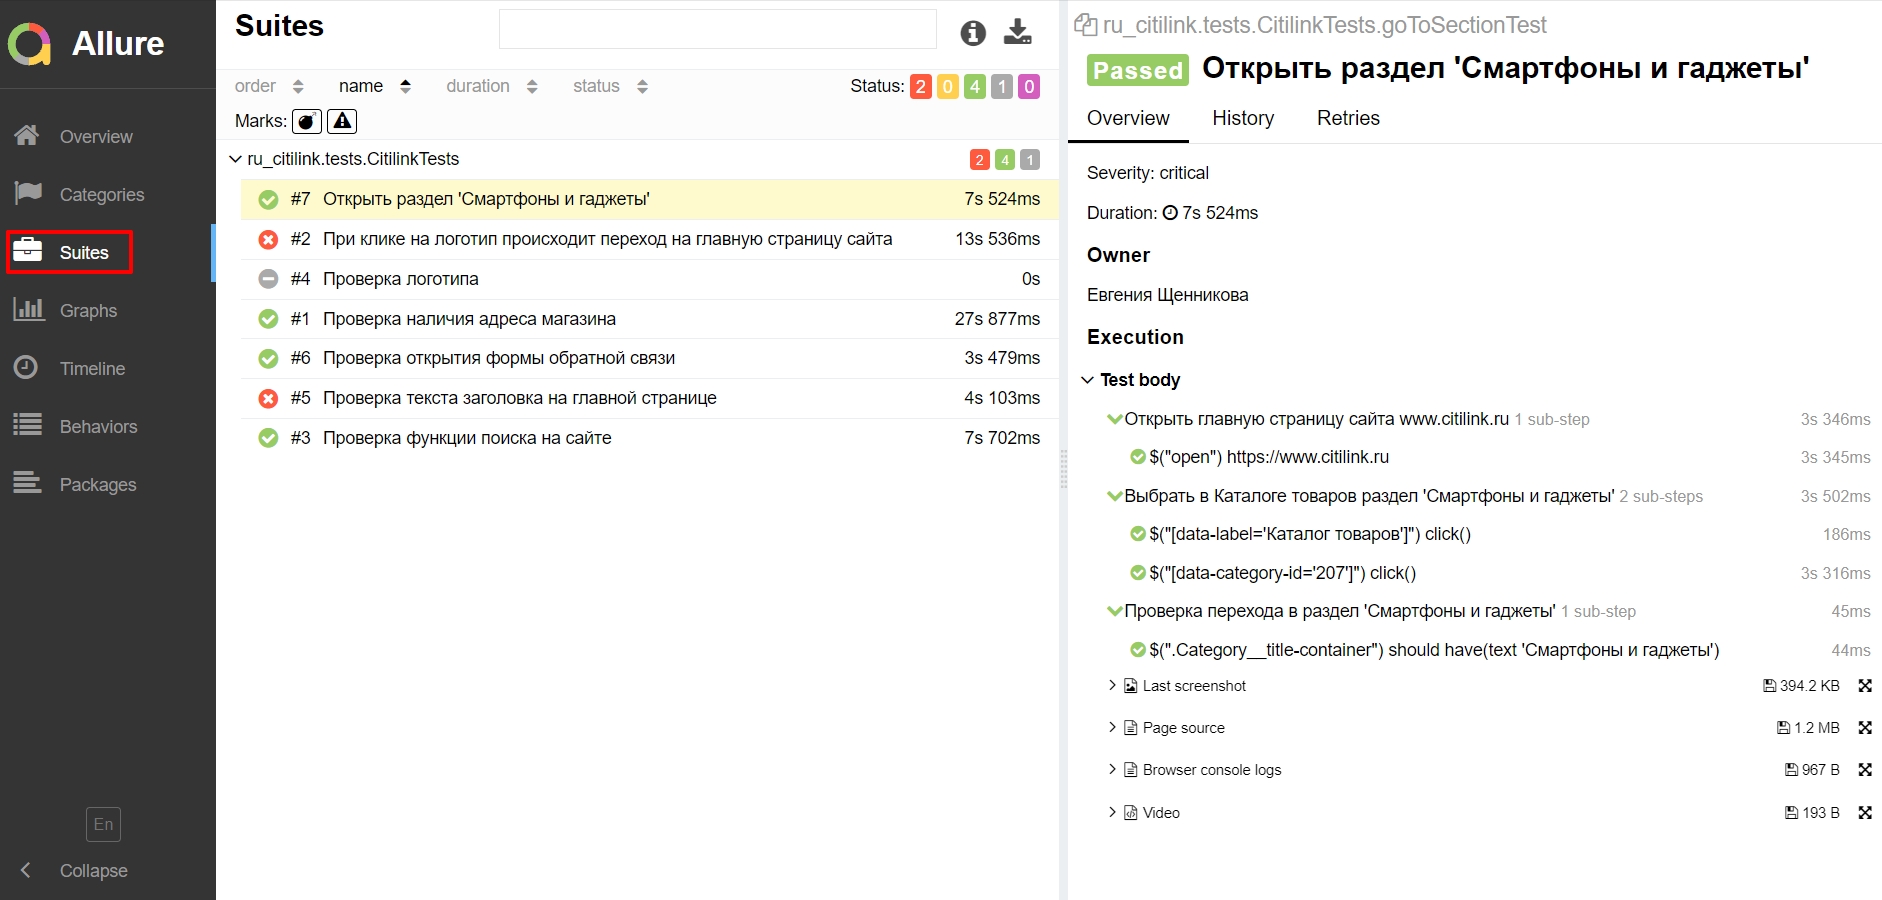 Allure
Overview
Categories
Suites
Graphs
Timeline
Behaviors
Packages
En
Collapse
Suites
order name duration status Status: 2 0 4 1 0
Marks:
ru_citilink.tests.CitilinkTests 2 4 1
#7 Открыть раздел 'Смартфоны и гаджеты' 7s 524ms
#2 При клике на логотип происходит переход на главную страницу сайта 13s 536ms
#4 Проверка логотипа 0s
#1 Проверка наличия адреса магазина 27s 877ms
#6 Проверка открытия формы обратной связи 3s 479ms
#5 Проверка текста заголовка на главной странице 4s 103ms
#3 Проверка функции поиска на сайте 7s 702ms
ru_citilink.tests.CitilinkTests.goToSectionTest
Passed Открыть раздел 'Смартфоны и гаджеты'
Overview History Retries
Severity: critical
Duration: 7s 524ms
Owner
Евгения Щенникова
Execution
Test body
Открыть главную страницу сайта www.citilink.ru 1 sub-step 3s 346ms
$("open") https://www.citilink.ru 3s 345ms
Выбрать в Каталоге товаров раздел 'Смартфоны и гаджеты' 2 sub-steps 3s 502ms
$("[data-label='Каталог товаров']") click() 186ms
$("[data-category-id='207']") click() 3s 316ms
Проверка перехода в раздел 'Смартфоны и гаджеты' 1 sub-step 45ms
$(".Category__title-container") should have(text 'Смартфоны и гаджеты') 44ms
Last screenshot 394.2 KB
Page source 1.2 MB
Browser console logs 967 B
Video 193 B